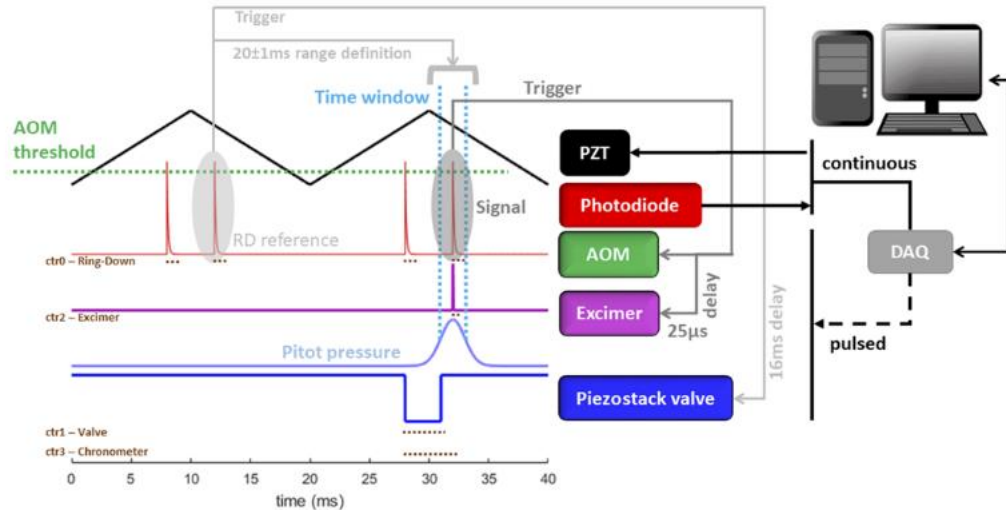 Trigger
20±1ms range definition
Time window
Trigger
AOM
threshold
PZT
continuous
Photodiode
Signal
RD reference
AOM
DAQ
ctr0 – Ring-Down
delay
Excimer
ctr2 – Excimer
25µs
pulsed
Pitot pressure
16ms delay
Piezostack valve
ctr1 – Valve
ctr3 – Chronometer
0 5 10 15 20 25 30 35 40
time (ms)